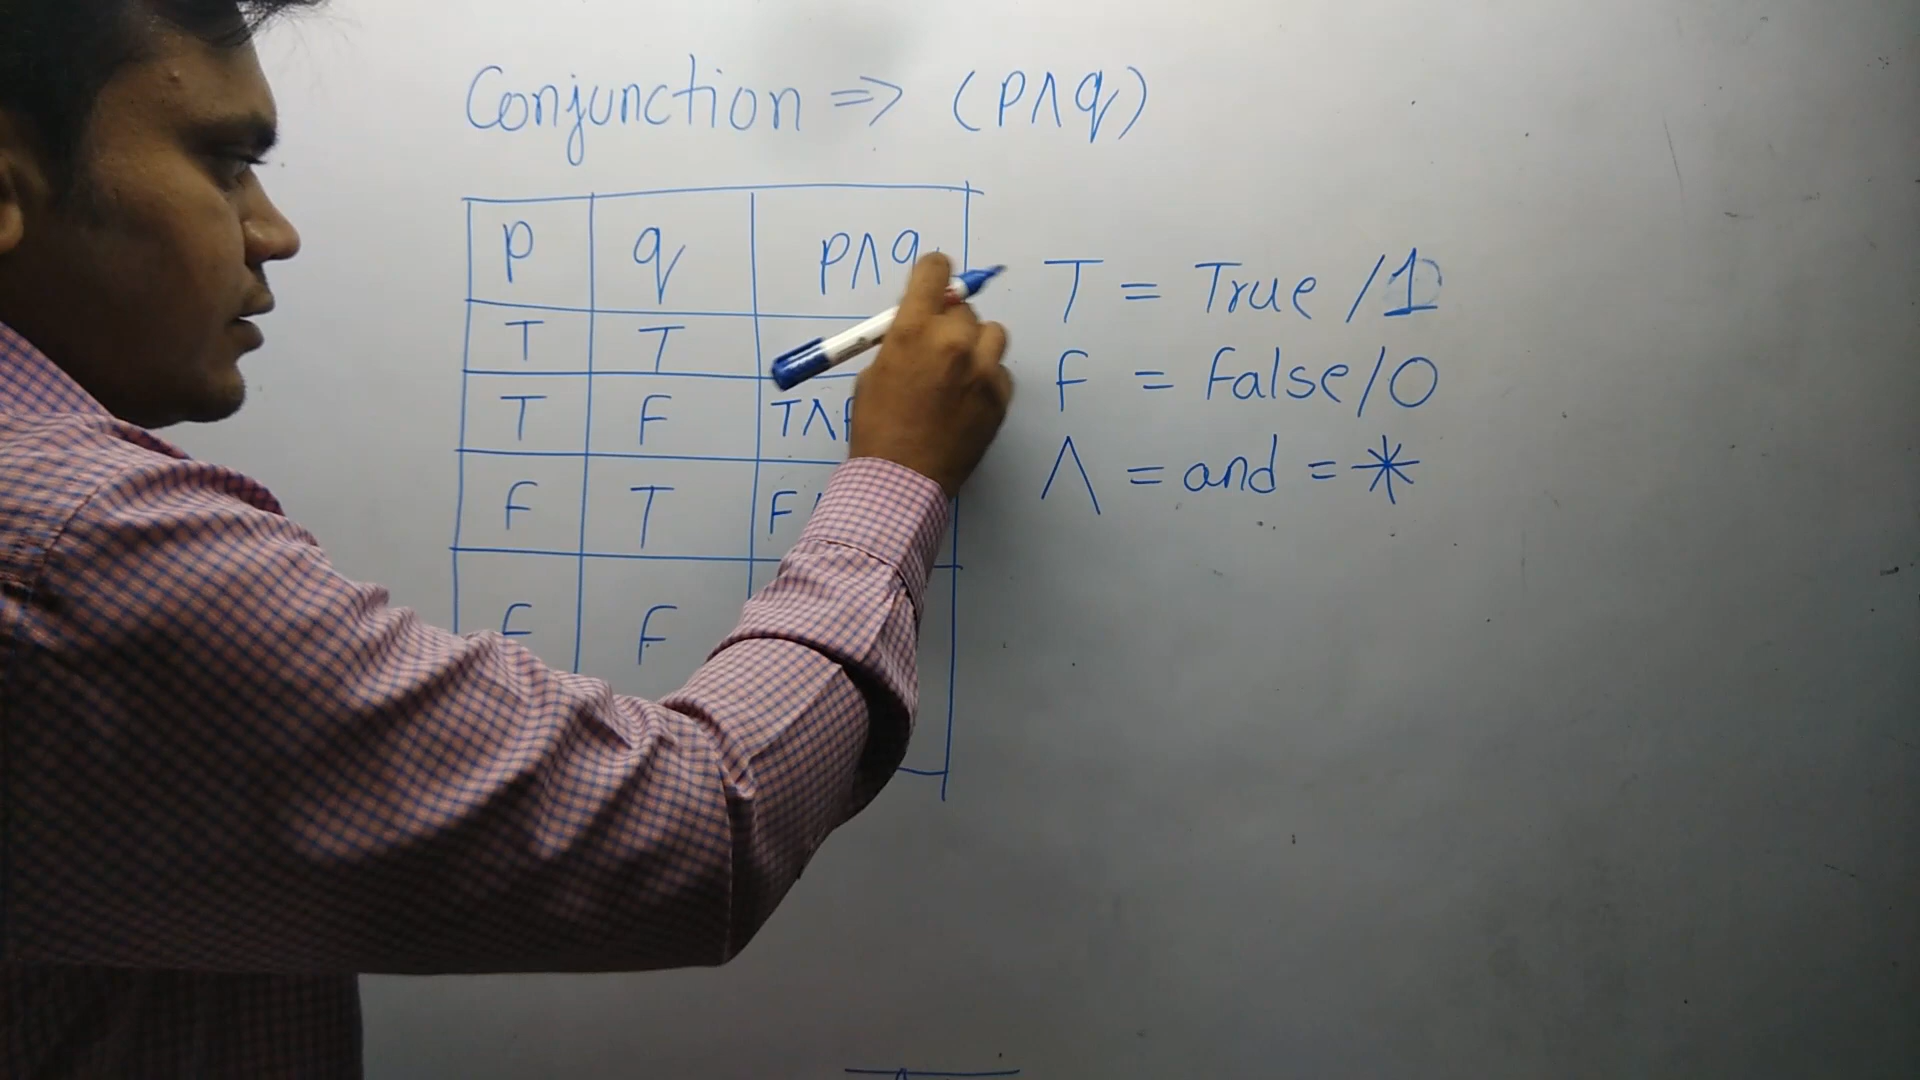 Conjunction => (p∧q)
p q p∧q
T = True /1
T T
F = False/0
T F T∧F
∧ = and = *
F T F
F F